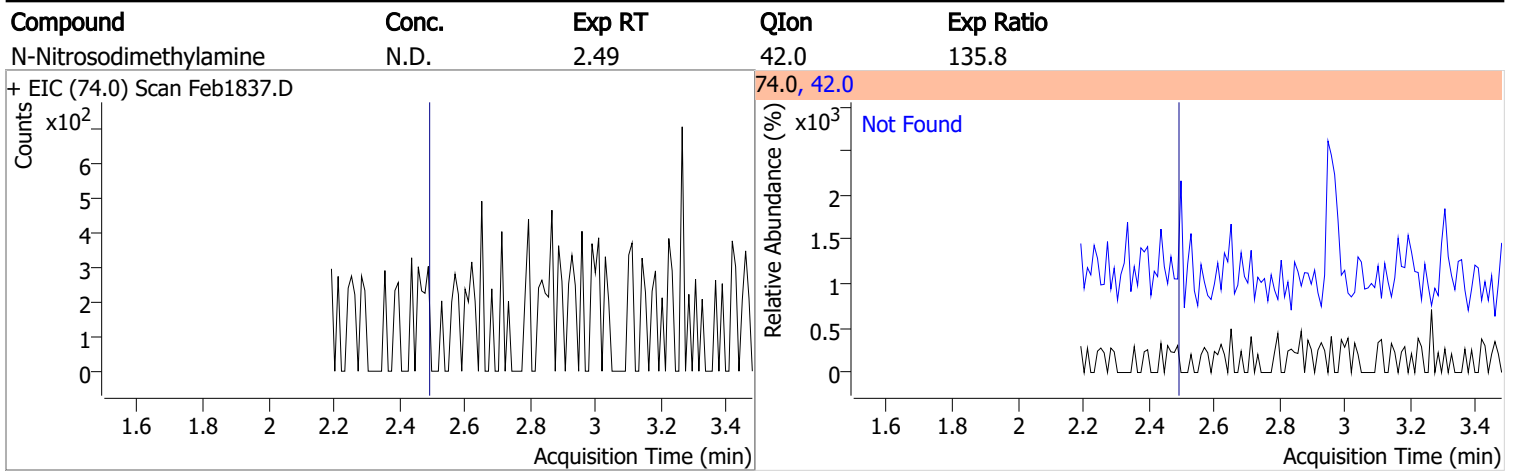 Compound Conc. Exp RT QIon Exp Ratio
N-Nitrosodimethylamine N.D. 2.49 42.0 135.8
+ EIC (74.0) Scan Feb1837.D
Counts
x10²
6
5
4
3
2
1
0
1.6 1.8 2 2.2 2.4 2.6 2.8 3 3.2 3.4
Acquisition Time (min)
74.0, 42.0
Relative Abundance (%)
x10³
Not Found
2
1.5
1
0.5
0
1.6 1.8 2 2.2 2.4 2.6 2.8 3 3.2 3.4
Acquisition Time (min)